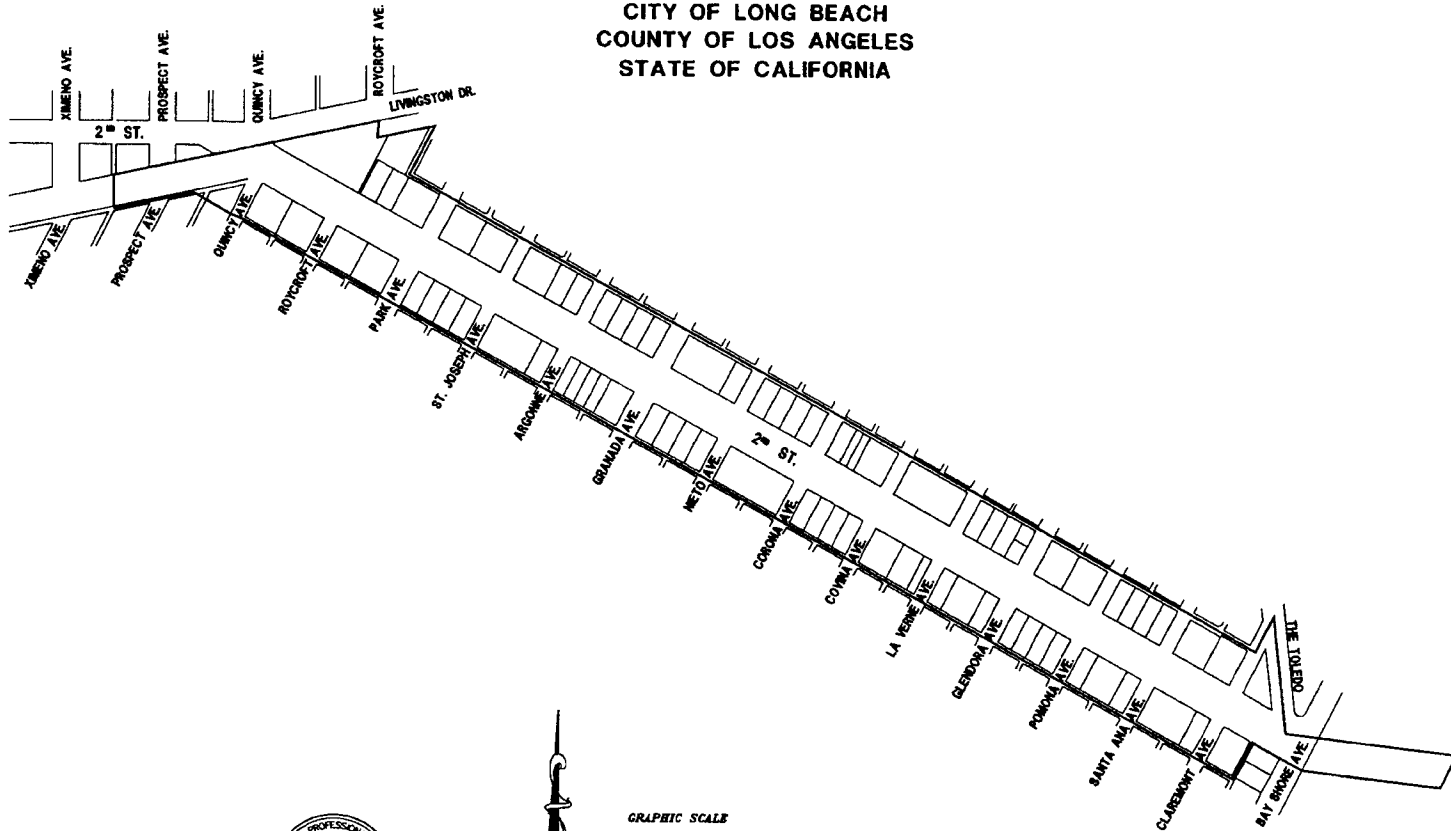 CITY OF LONG BEACH
COUNTY OF LOS ANGELES
STATE OF CALIFORNIA
XIMENO AVE.
PROSPECT AVE.
QUINCY AVE.
ROYCROFT AVE.
LIVINGSTON DR.
2ND ST.
XIMENO AVE.
PROSPECT AVE.
QUINCY AVE.
ROYCROFT AVE.
PARK AVE.
ST. JOSEPH AVE.
ARGONNE AVE.
GRANADA AVE.
NIETO AVE.
2ND ST.
CORONA AVE.
COVINA AVE.
LA VERNE AVE.
GLENDORA AVE.
POMONA AVE.
SANTA ANA AVE.
CLAREMONT AVE.
BAY SHORE AVE
THE TOLEDO
GRAPHIC SCALE